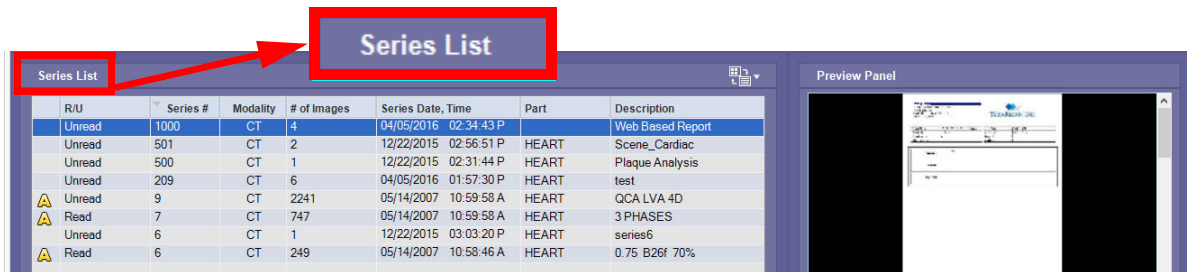 Series List
Series List
Preview Panel
R/U Series # Modality # of Images Series Date, Time Part Description
Unread 1000 CT 4 04/05/2016 02:34:43 P Web Based Report
Unread 501 CT 2 12/22/2015 02:56:51 P HEART Scene_Cardiac
Unread 500 CT 1 12/22/2015 02:31:44 P HEART Plaque Analysis
Unread 209 CT 6 04/05/2016 01:57:30 P HEART test
A Unread 9 CT 2241 05/14/2007 10:59:58 A HEART QCA LVA 4D
A Read 7 CT 747 05/14/2007 10:59:58 A HEART 3 PHASES
Unread 6 CT 1 12/22/2015 03:03:20 P HEART series6
A Read 6 CT 249 05/14/2007 10:58:46 A HEART 0.75 B26f 70%